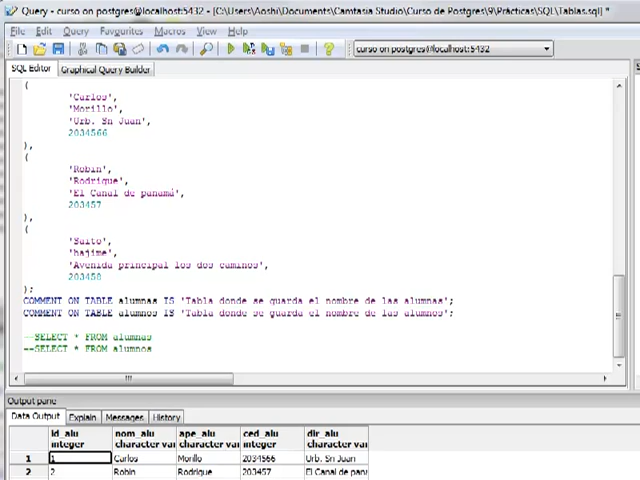 Query - curso on postgres@localhost:5432 - [C:\Users\Aoshi\Documents\Camtasia Studio\Curso de Postgres\9\Prácticas\SQL\Tablas.sql] *
File Edit Query Favourites Macros View Help
curso on postgres@localhost:5432
SQL Editor Graphical Query Builder
(
'Carlos',
'Morillo',
'Urb. Sn Juan',
2034566
),
(
'Robin',
'Rodrigue',
'El Canal de panamá',
203457
),
(
'Saito',
'hajime',
'Avenida principal los dos caminos',
203458
);
COMMENT ON TABLE alumnas IS 'Tabla donde se guarda el nombre de las alumnas';
COMMENT ON TABLE alumnos IS 'Tabla donde se guarda el nombre de los alumnos';
--SELECT * FROM alumnas
--SELECT * FROM alumnos
Output pane
Data Output Explain Messages History
id_alu nom_alu ape_alu ced_alu dir_alu
integer character var character var integer character var
1 1 Carlos Morillo 2034566 Urb. Sn Juan
2 2 Robin Rodrigue 203457 El Canal de pan